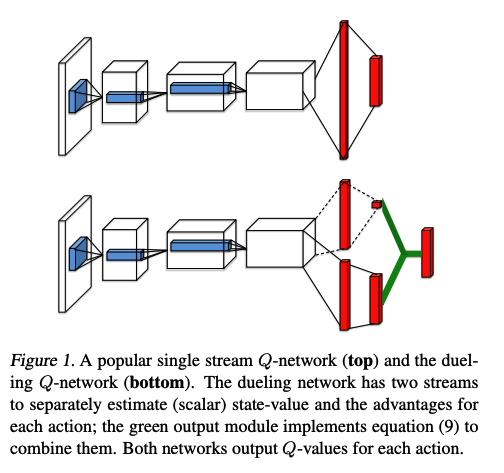 Figure 1. A popular single stream Q-network (top) and the duel-
ing Q-network (bottom). The dueling network has two streams
to separately estimate (scalar) state-value and the advantages for
each action; the green output module implements equation (9) to
combine them. Both networks output Q-values for each action.